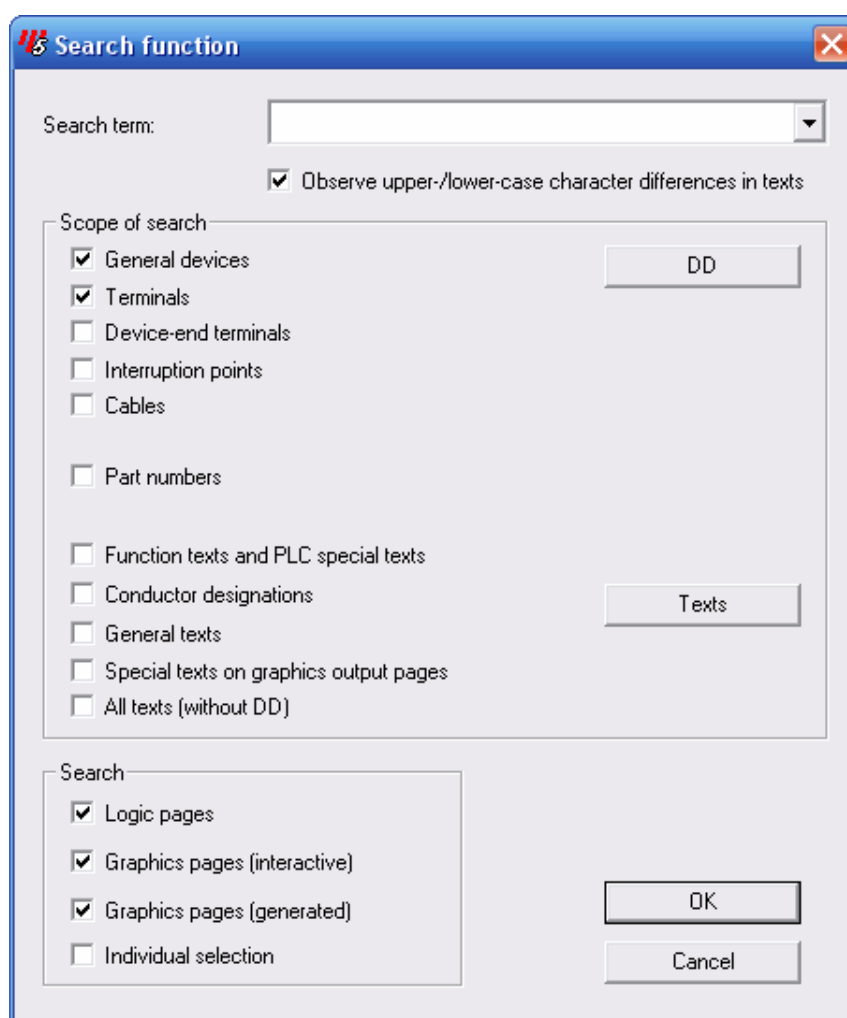 5 Search function
Search term:
Observe upper-/lower-case character differences in texts
Scope of search
General devices
DD
Terminals
Device-end terminals
Interruption points
Cables
Part numbers
Function texts and PLC special texts
Conductor designations
Texts
General texts
Special texts on graphics output pages
All texts (without DD)
Search
Logic pages
Graphics pages (interactive)
Graphics pages (generated)
OK
Individual selection
Cancel